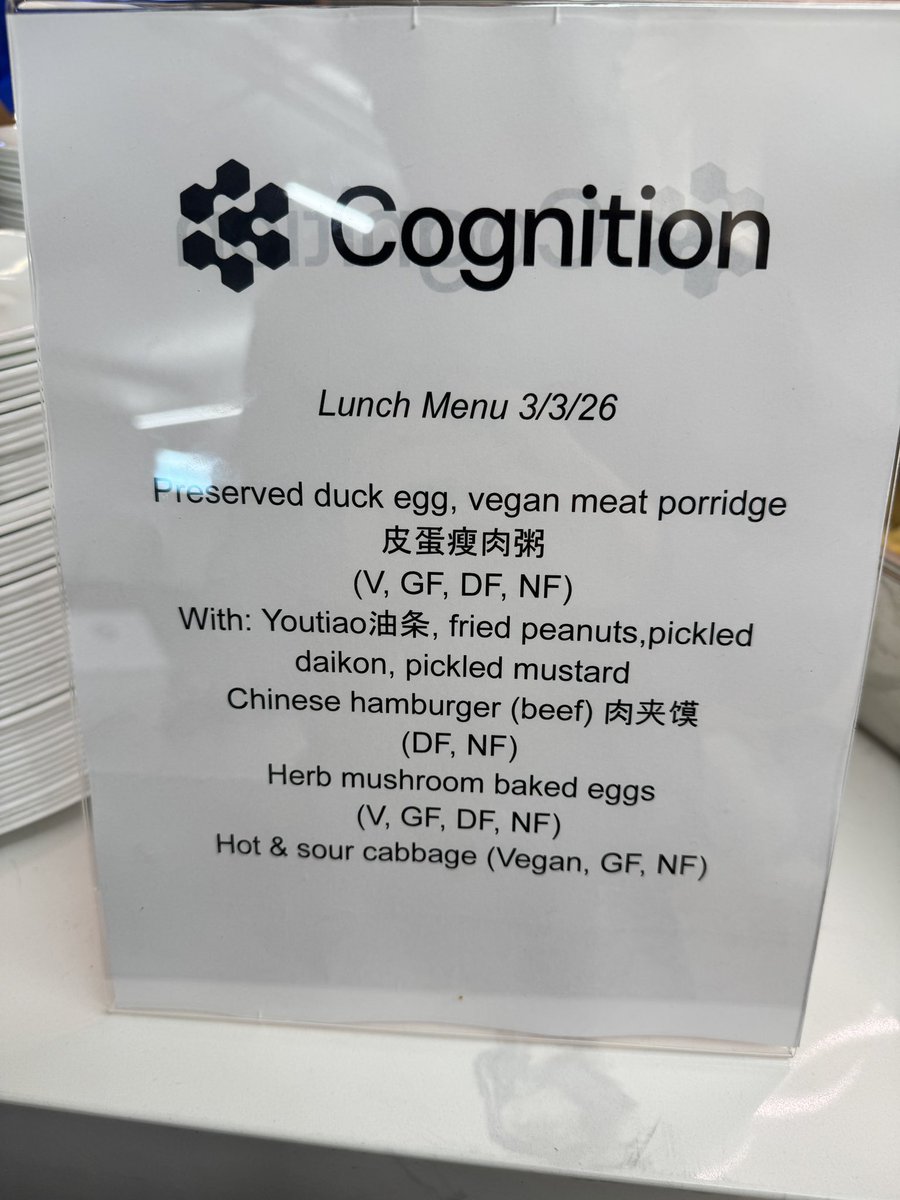 Cognition
Lunch Menu 3/3/26
Preserved duck egg, vegan meat porridge
皮蛋瘦肉粥
(V, GF, DF, NF)
With: Youtiao油条, fried peanuts,pickled
daikon, pickled mustard
Chinese hamburger (beef) 肉夹馍
(DF, NF)
Herb mushroom baked eggs
(V, GF, DF, NF)
Hot & sour cabbage (Vegan, GF, NF)